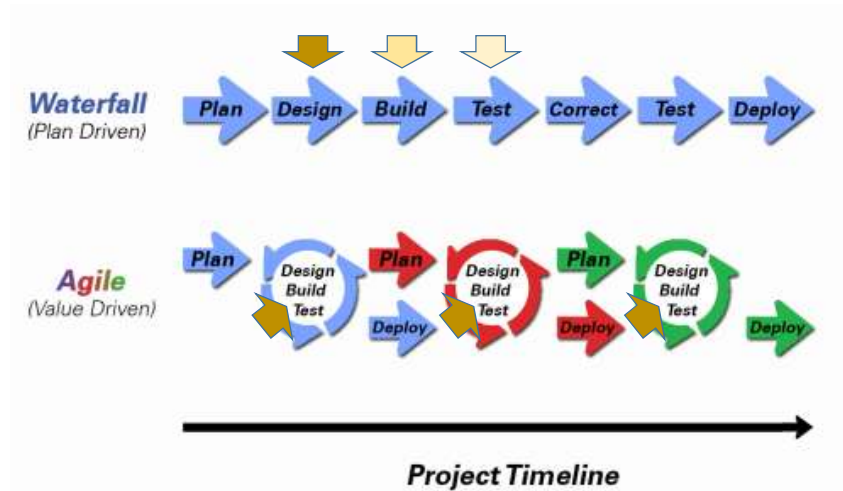 Waterfall
(Plan Driven)
Plan Design Build Test Correct Test Deploy
Agile
(Value Driven)
Plan
Design
Build
Test
Plan
Deploy
Design
Build
Test
Plan
Deploy
Design
Build
Test
Deploy
Project Timeline